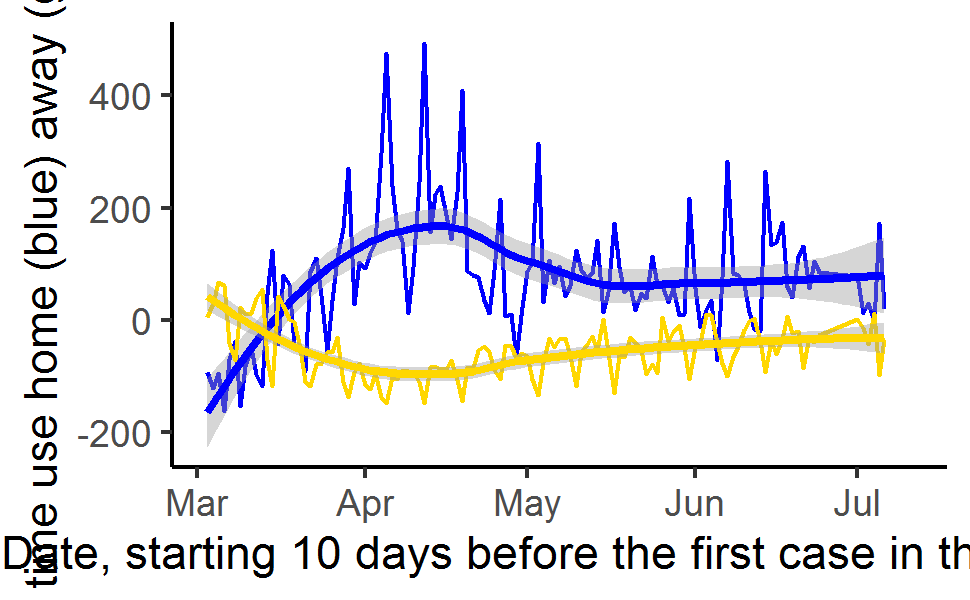 time use home (blue) away (
400
200
0
-200
Mar Apr May Jun Jul
Date, starting 10 days before the first case in th